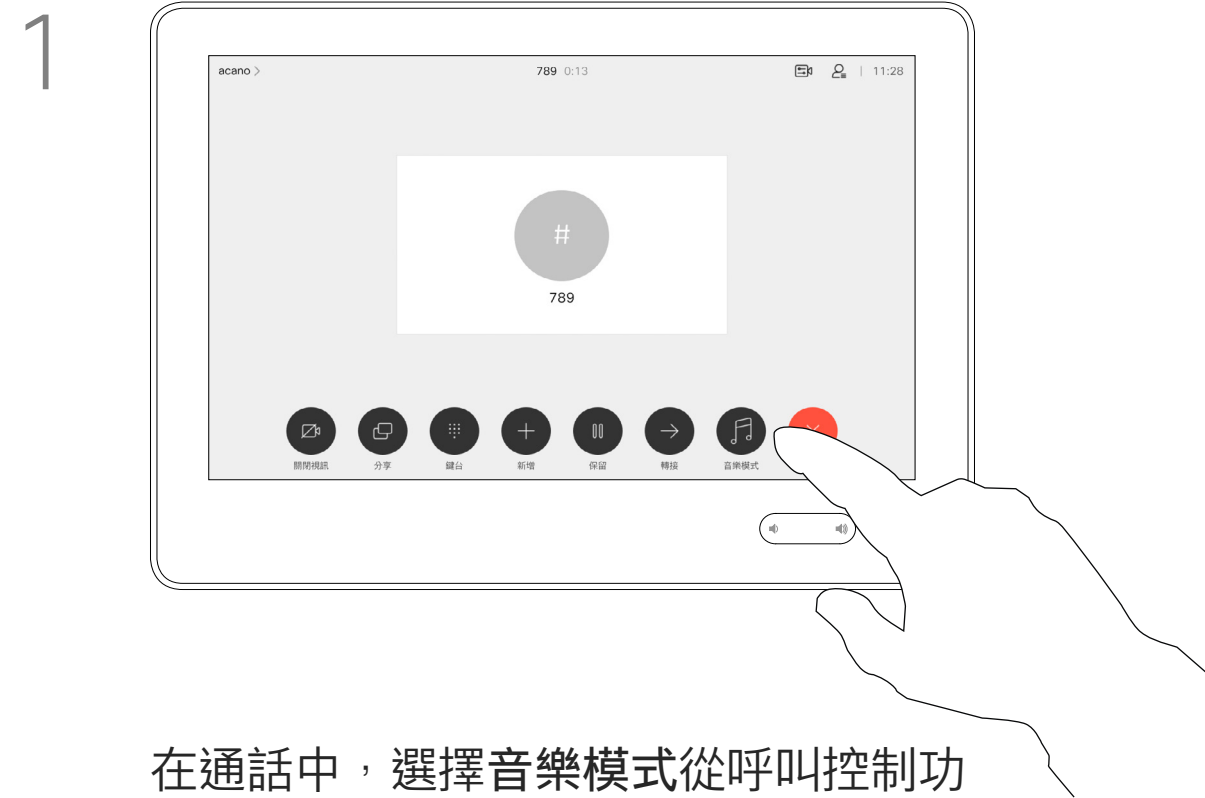 1
acano > 789 0:13 11:28
#
789
關閉視訊 分享 鍵台 新增 保留 轉接 音樂模式
在通話中，選擇音樂模式從呼叫控制功